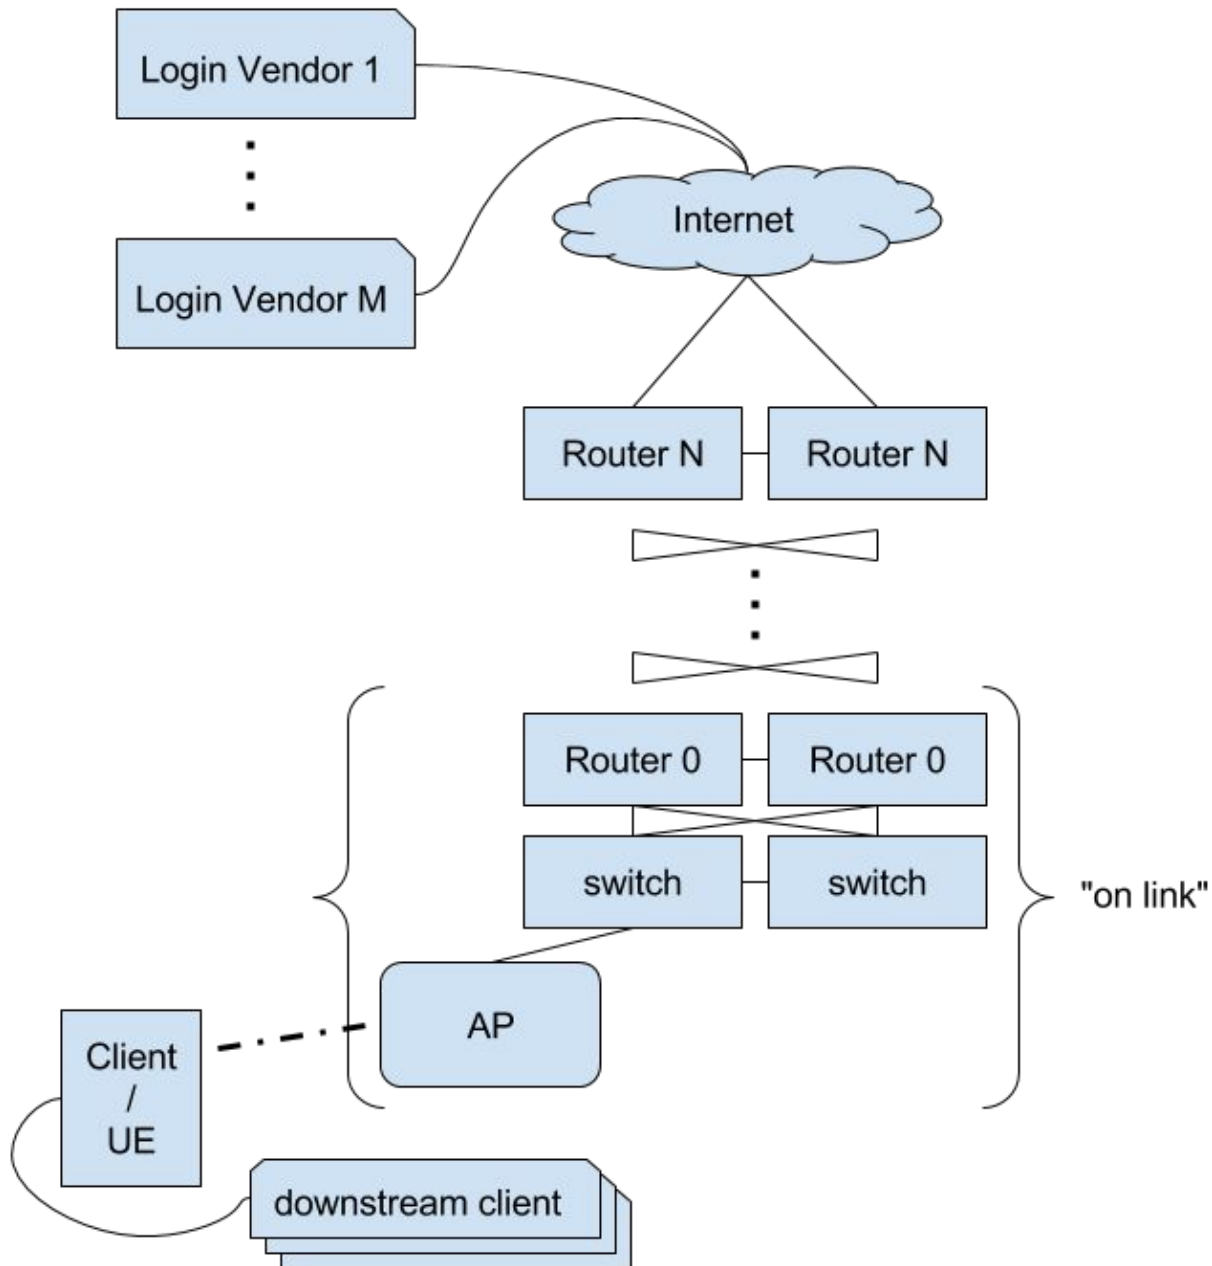 Login Vendor 1
Login Vendor M
Internet
Router N
Router N
Router 0
Router 0
switch
switch
"on link"
AP
Client
/
UE
downstream client